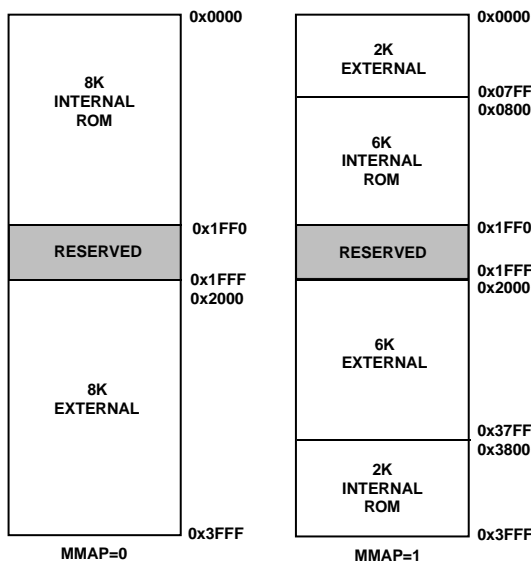 0x0000
8K
INTERNAL
ROM
0x1FF0
RESERVED
0x1FFF
0x2000
8K
EXTERNAL
0x3FFF
MMAP=0
0x0000
2K
EXTERNAL
0x07FF
0x0800
6K
INTERNAL
ROM
0x1FF0
RESERVED
0x1FFF
0x2000
6K
EXTERNAL
0x37FF
0x3800
2K
INTERNAL
ROM
0x3FFF
MMAP=1